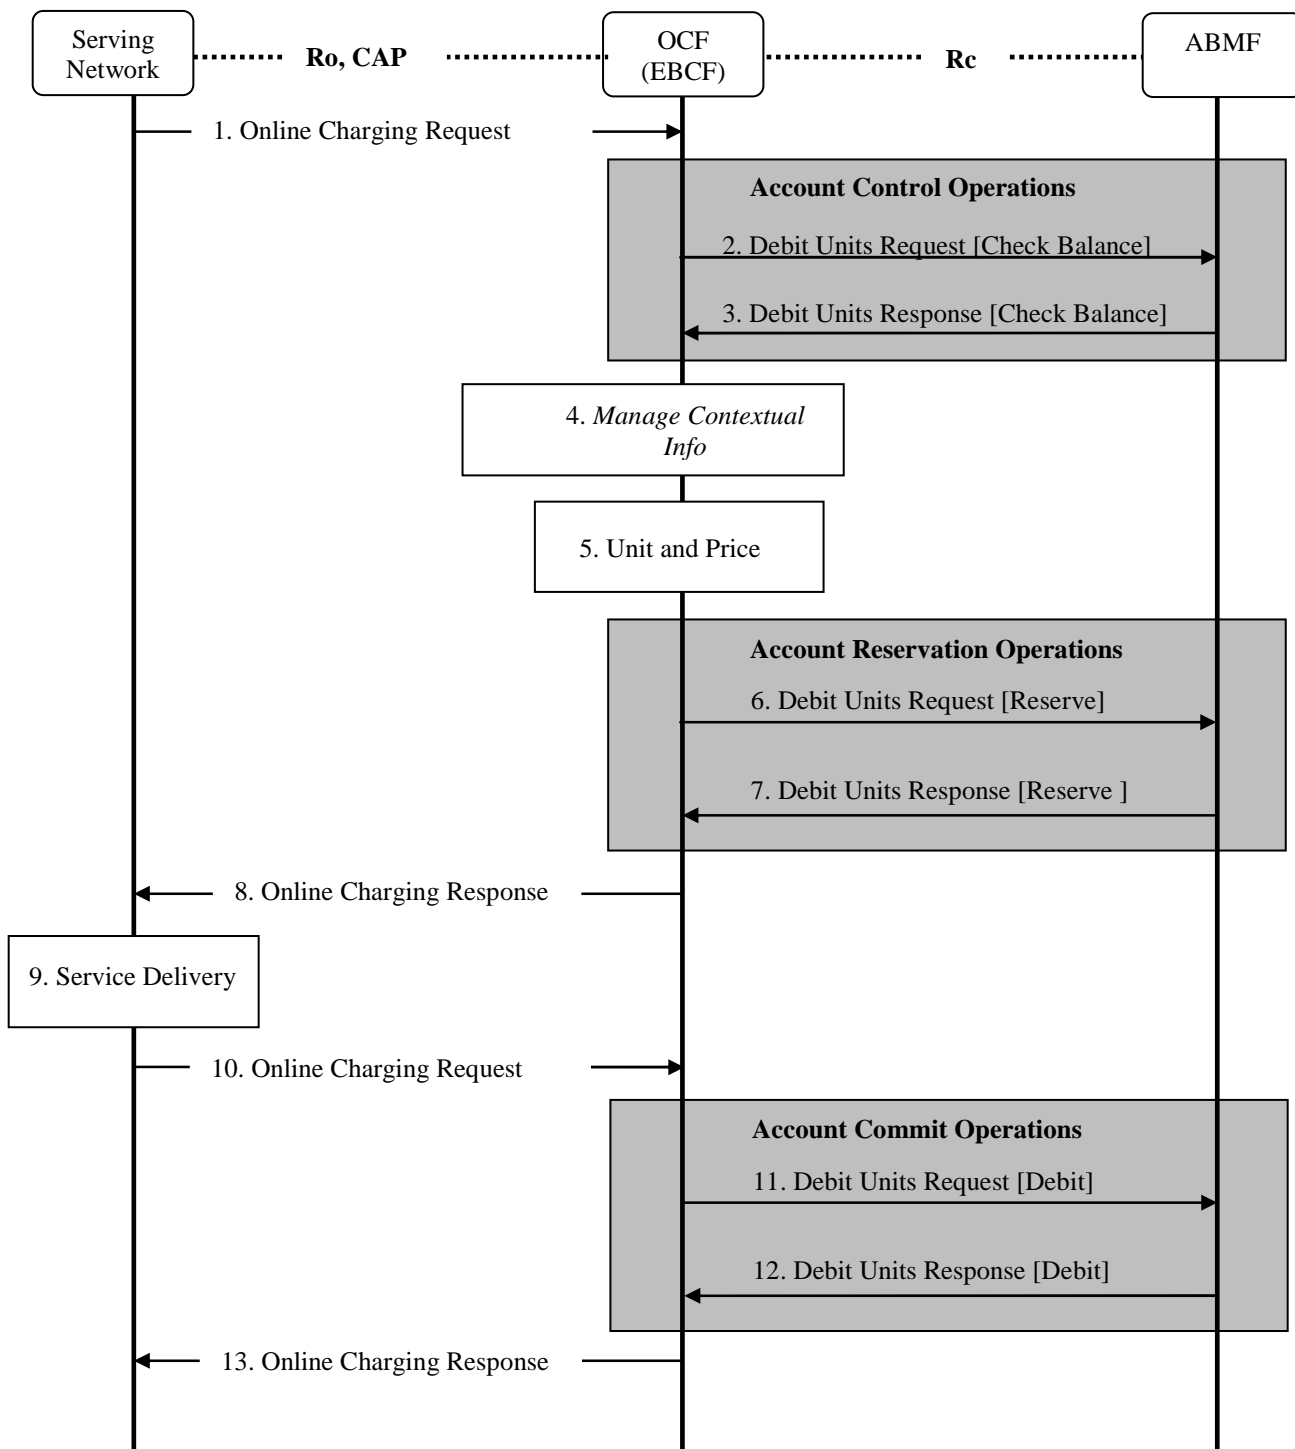 Serving
Network
Ro, CAP
OCF
(EBCF)
Rc
ABMF
1. Online Charging Request
Account Control Operations
2. Debit Units Request [Check Balance]
3. Debit Units Response [Check Balance]
4. Manage Contextual
Info
5. Unit and Price
Account Reservation Operations
6. Debit Units Request [Reserve]
7. Debit Units Response [Reserve ]
8. Online Charging Response
9. Service Delivery
10. Online Charging Request
Account Commit Operations
11. Debit Units Request [Debit]
12. Debit Units Response [Debit]
13. Online Charging Response